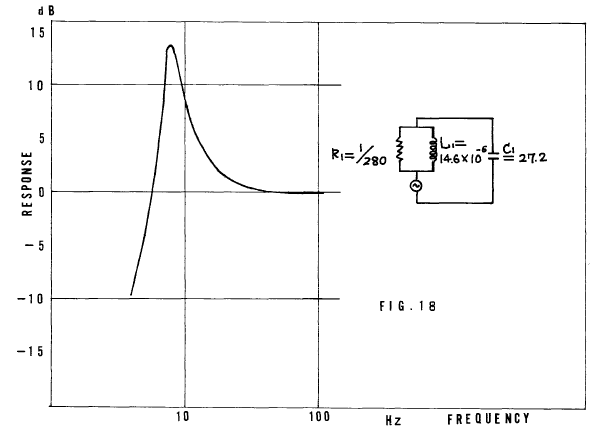 dB
15
10
5
0
−5
−10
−15
RESPONSE
R₁=1/280
L₁=
14.6×10⁻⁶
C₁
= 27.2
FIG.18
10
100
Hz
FREQUENCY